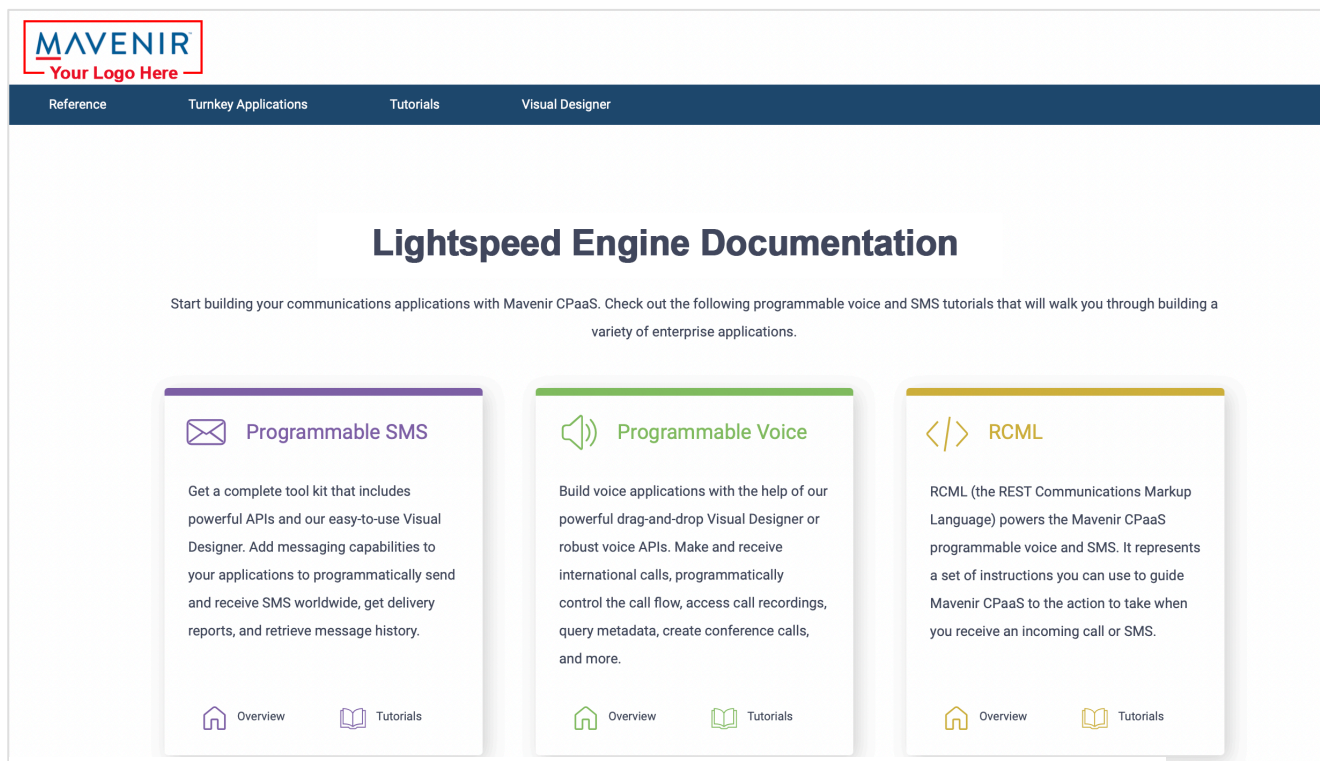 MAVENIR
Your Logo Here
Reference Turnkey Applications Tutorials Visual Designer
Lightspeed Engine Documentation
Start building your communications applications with Mavenir CPaaS. Check out the following programmable voice and SMS tutorials that will walk you through building a
variety of enterprise applications.
Programmable SMS
Get a complete tool kit that includes
powerful APIs and our easy-to-use Visual
Designer. Add messaging capabilities to
your applications to programmatically send
and receive SMS worldwide, get delivery
reports, and retrieve message history.
Overview Tutorials
Programmable Voice
Build voice applications with the help of our
powerful drag-and-drop Visual Designer or
robust voice APIs. Make and receive
international calls, programmatically
control the call flow, access call recordings,
query metadata, create conference calls,
and more.
Overview Tutorials
RCML
RCML (the REST Communications Markup
Language) powers the Mavenir CPaaS
programmable voice and SMS. It represents
a set of instructions you can use to guide
Mavenir CPaaS to the action to take when
you receive an incoming call or SMS.
Overview Tutorials